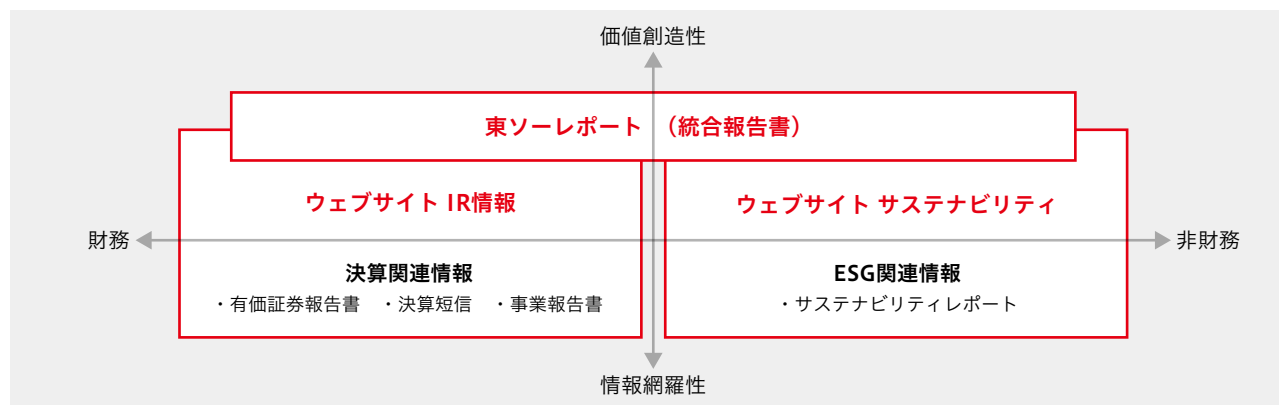 価値創造性
東ソーレポート （統合報告書）
ウェブサイト IR情報
ウェブサイト サステナビリティ
財務
非財務
決算関連情報
・有価証券報告書 ・決算短信 ・事業報告書
ESG関連情報
・サステナビリティレポート
情報網羅性